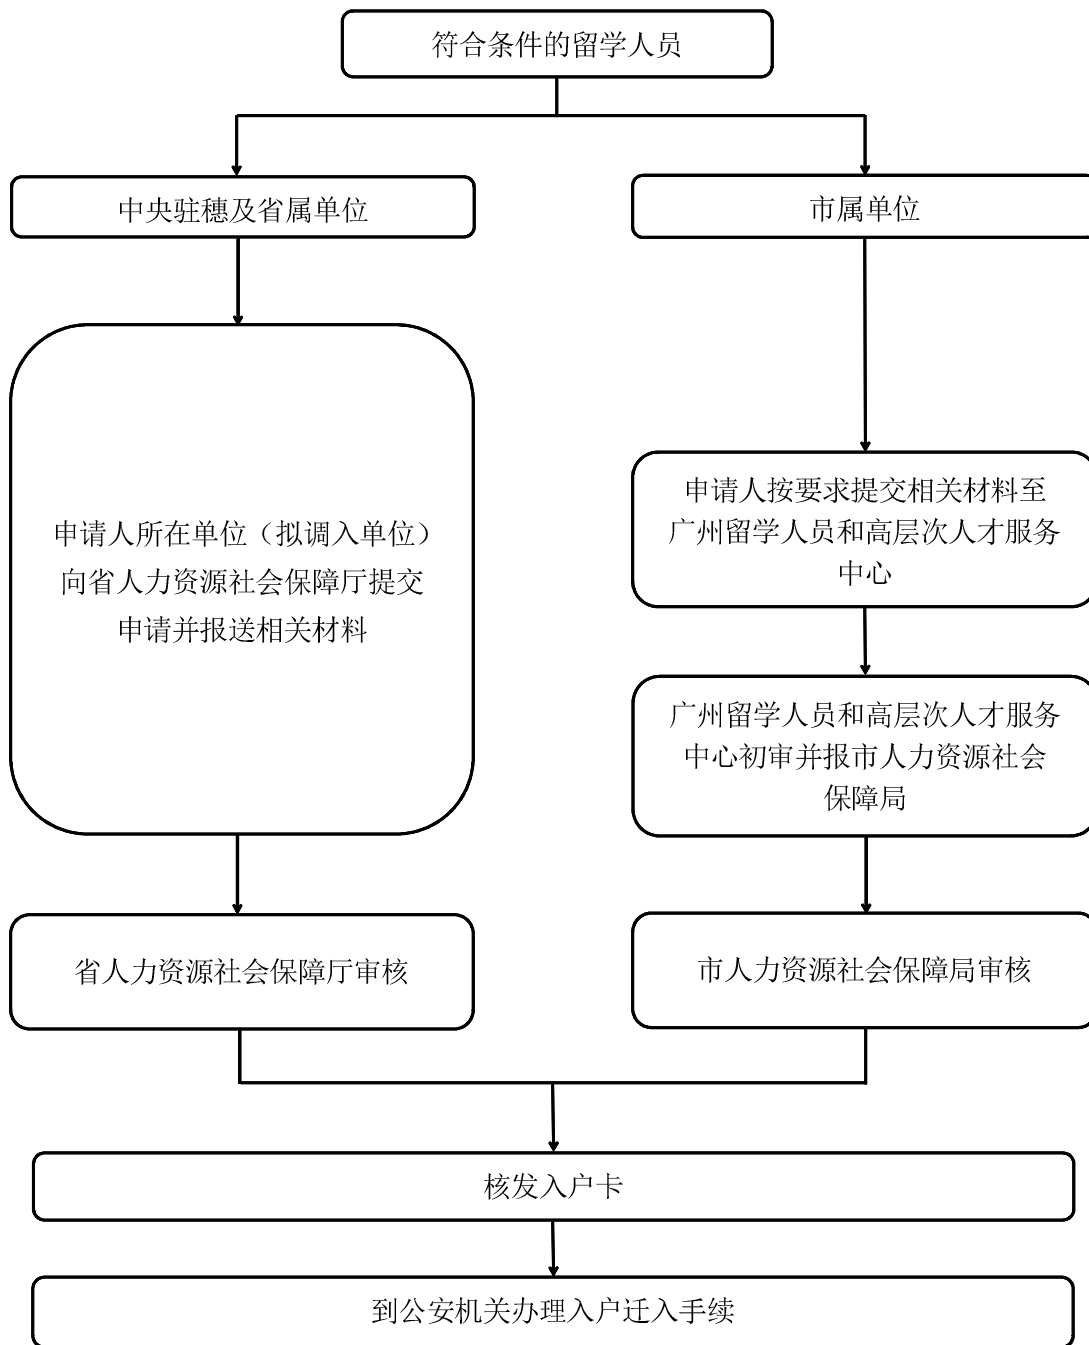 符合条件的留学人员
中央驻穗及省属单位
市属单位
申请人所在单位（拟调入单位）
向省人力资源社会保障厅提交
申请并报送相关材料
申请人按要求提交相关材料至
广州留学人员和高层次人才服务
中心
广州留学人员和高层次人才服务
中心初审并报市人力资源社会
保障局
省人力资源社会保障厅审核
市人力资源社会保障局审核
核发入户卡
到公安机关办理入户迁入手续